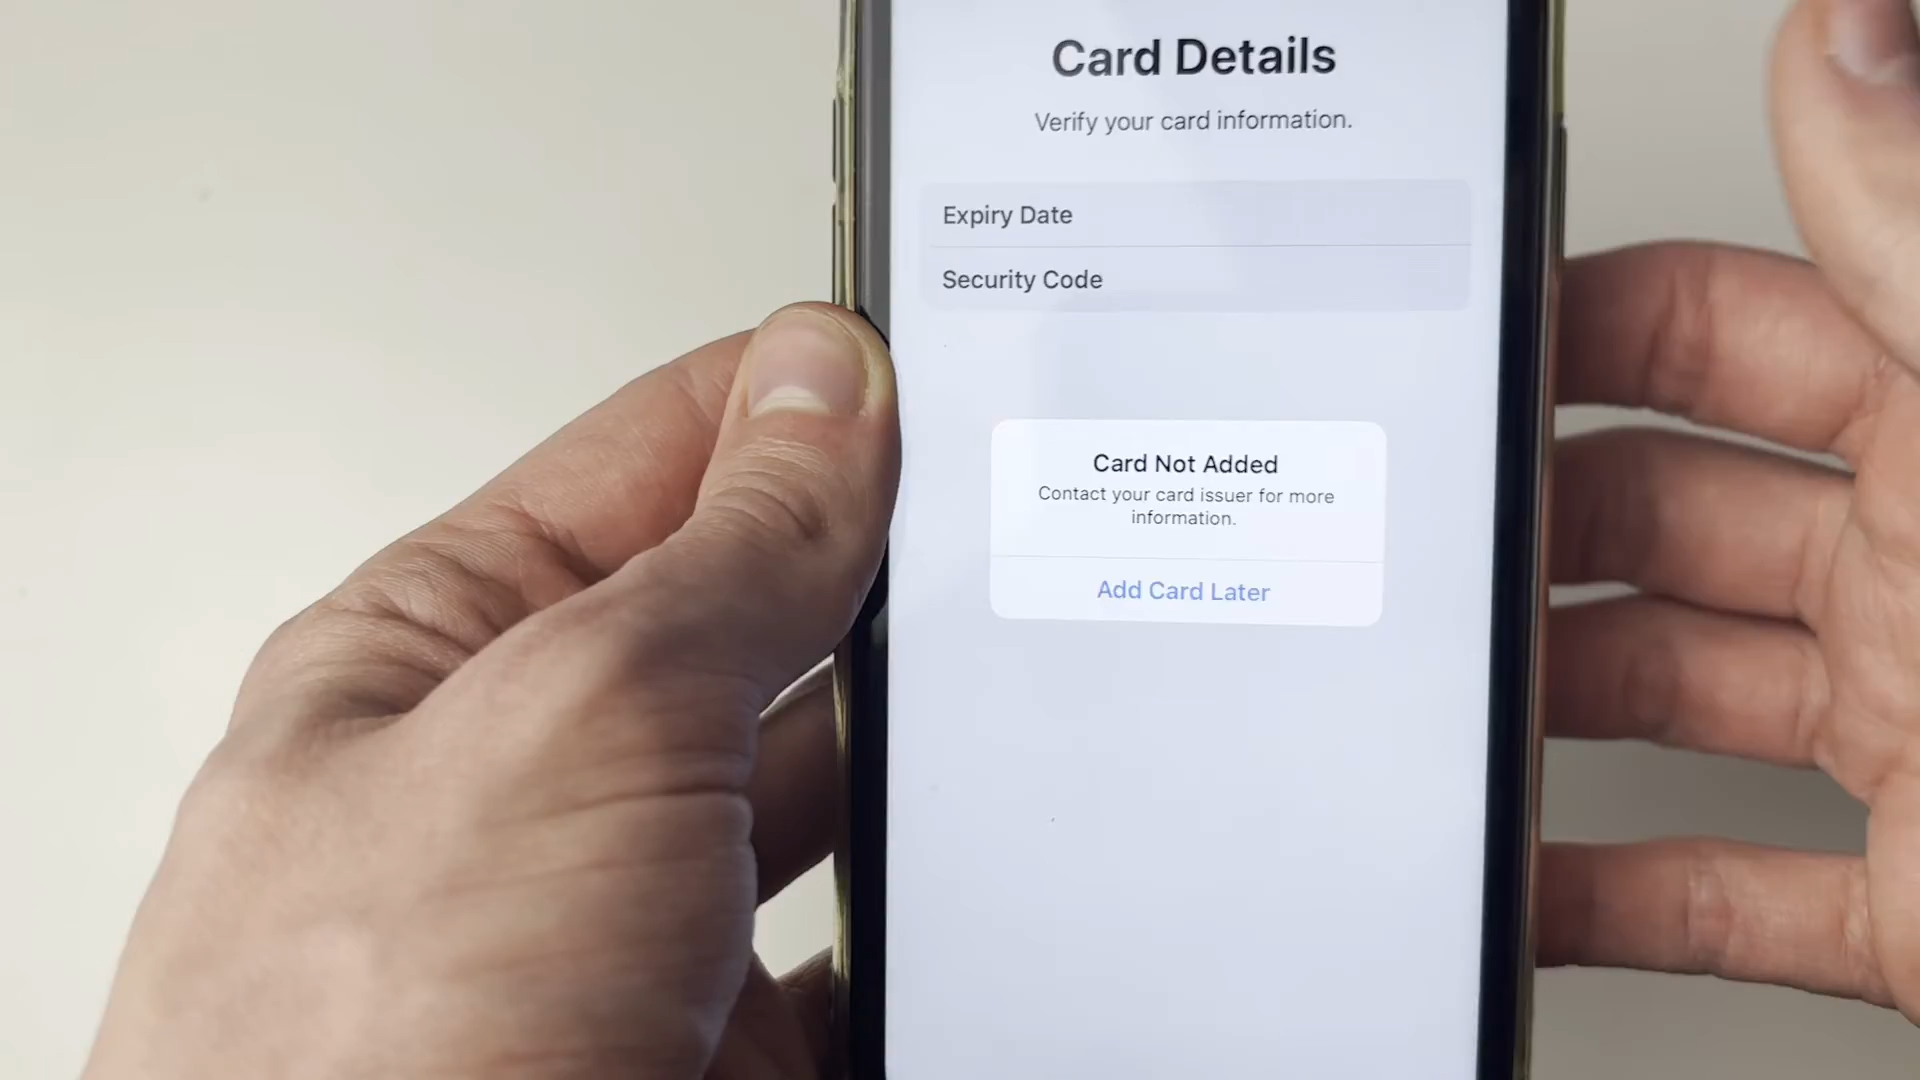 Card Details
Verify your card information.
Expiry Date
Security Code
Card Not Added
Contact your card issuer for more
information.
Add Card Later